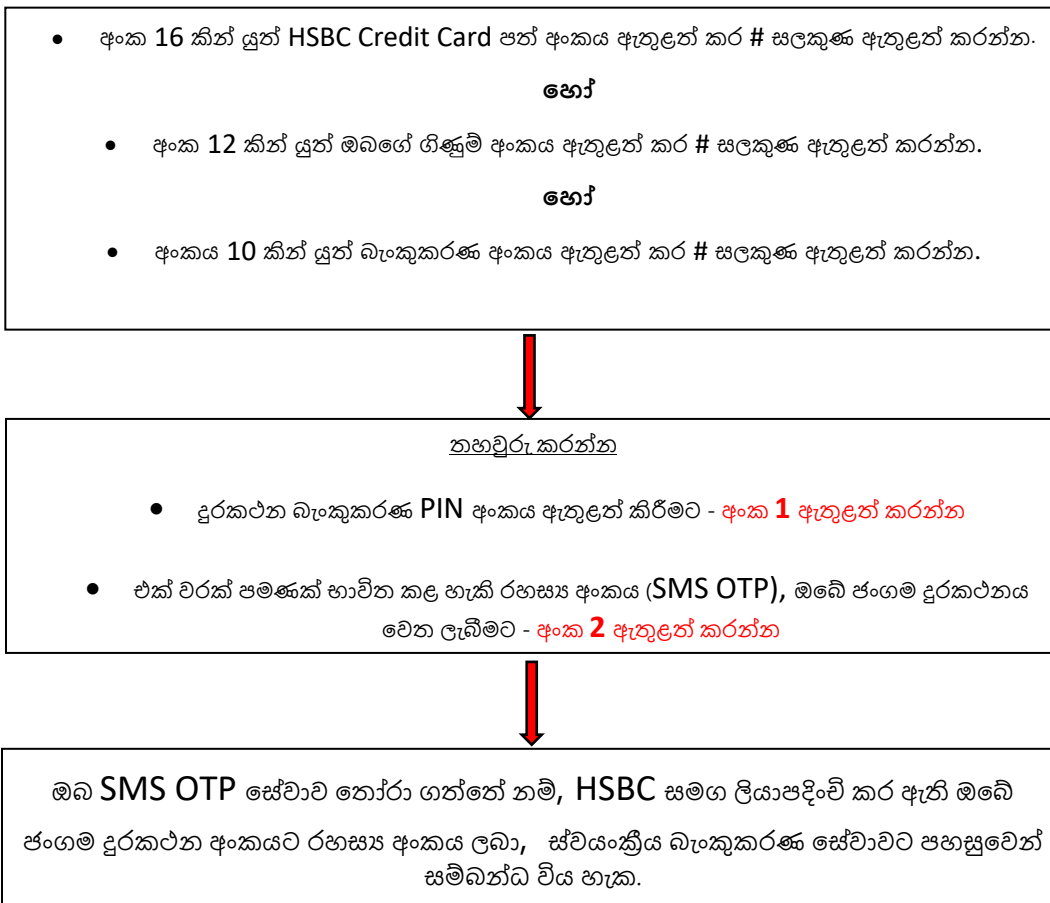 • අංක 16 කින් යුත් HSBC Credit Card පත් අංකය ඇතුළත් කර # සලකුණ ඇතුළත් කරන්න.
හෝ
• අංක 12 කින් යුත් ඔබගේ ගිණුම් අංකය ඇතුළත් කර # සලකුණ ඇතුළත් කරන්න.
හෝ
• අංකය 10 කින් යුත් බැංකුකරණ අංකය ඇතුළත් කර # සලකුණ ඇතුළත් කරන්න.
තහවුරු කරන්න
• දුරකථන බැංකුකරණ PIN අංකය ඇතුළත් කිරීමට - අංක 1 ඇතුළත් කරන්න
• එක් වරක් පමණක් භාවිත කළ හැකි රහස්‍ය අංකය (SMS OTP), ඔබේ ජංගම දුරකථනය
වෙත ලැබීමට - අංක 2 ඇතුළත් කරන්න
ඔබ SMS OTP සේවාව තෝරා ගත්තේ නම්, HSBC සමග ලියාපදිංචි කර ඇති ඔබේ
ජංගම දුරකථන අංකයට රහස්‍ය අංකය ලබා, ස්වයංක්‍රීය බැංකුකරණ සේවාවට පහසුවෙන්
සම්බන්ධ විය හැක.